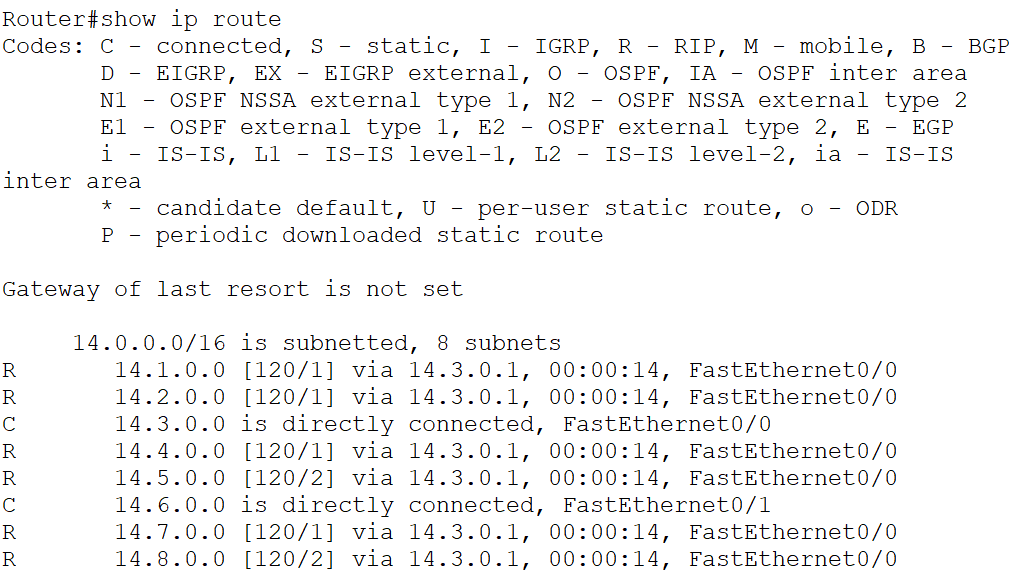 Router#show ip route
Codes: C - connected, S - static, I - IGRP, R - RIP, M - mobile, B - BGP
       D - EIGRP, EX - EIGRP external, O - OSPF, IA - OSPF inter area
       N1 - OSPF NSSA external type 1, N2 - OSPF NSSA external type 2
       E1 - OSPF external type 1, E2 - OSPF external type 2, E - EGP
       i - IS-IS, L1 - IS-IS level-1, L2 - IS-IS level-2, ia - IS-IS
inter area
       * - candidate default, U - per-user static route, o - ODR
       P - periodic downloaded static route

Gateway of last resort is not set

     14.0.0.0/16 is subnetted, 8 subnets
R       14.1.0.0 [120/1] via 14.3.0.1, 00:00:14, FastEthernet0/0
R       14.2.0.0 [120/1] via 14.3.0.1, 00:00:14, FastEthernet0/0
C       14.3.0.0 is directly connected, FastEthernet0/0
R       14.4.0.0 [120/1] via 14.3.0.1, 00:00:14, FastEthernet0/0
R       14.5.0.0 [120/2] via 14.3.0.1, 00:00:14, FastEthernet0/0
C       14.6.0.0 is directly connected, FastEthernet0/1
R       14.7.0.0 [120/1] via 14.3.0.1, 00:00:14, FastEthernet0/0
R       14.8.0.0 [120/2] via 14.3.0.1, 00:00:14, FastEthernet0/0